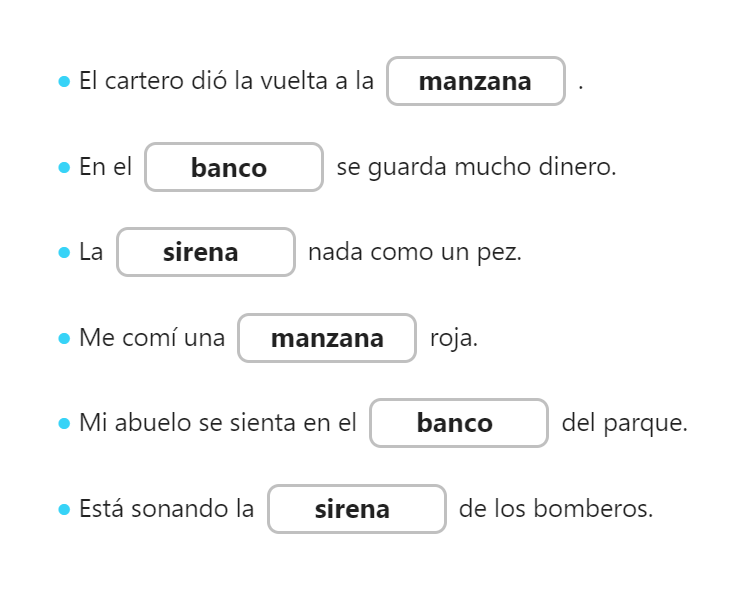 • El cartero dió la vuelta a la manzana .
• En el banco se guarda mucho dinero.
• La sirena nada como un pez.
• Me comí una manzana roja.
• Mi abuelo se sienta en el banco del parque.
• Está sonando la sirena de los bomberos.